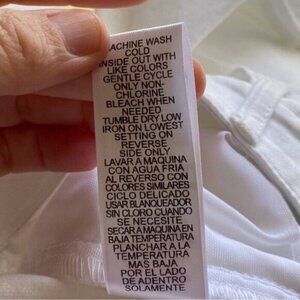 ACHINE WASH
COLD
INSIDE OUT WITH
LIKE COLORS
GENTLE CYCLE
ONLY NON-
CHLORINE
BLEACH WHEN
NEEDED
TUMBLE DRY LOW
IRON ON LOWEST
SETTING ON
REVERSE
SIDE ONLY
LAVAR A MAQUINA
CON AGUA FRIA
AL REVERSO CON
COLORES SIMILARES
CICLO DELICADO
USAR BLANQUEADOR
SIN CLORO CUANDO
SE NECESITE
SECAR A MAQUINA EN
BAJA TEMPERATURA
PLANCHAR A LA
TEMPERATURA
MAS BAJA
POR EL LADO
DE ADENTRO
SOLAMENTE